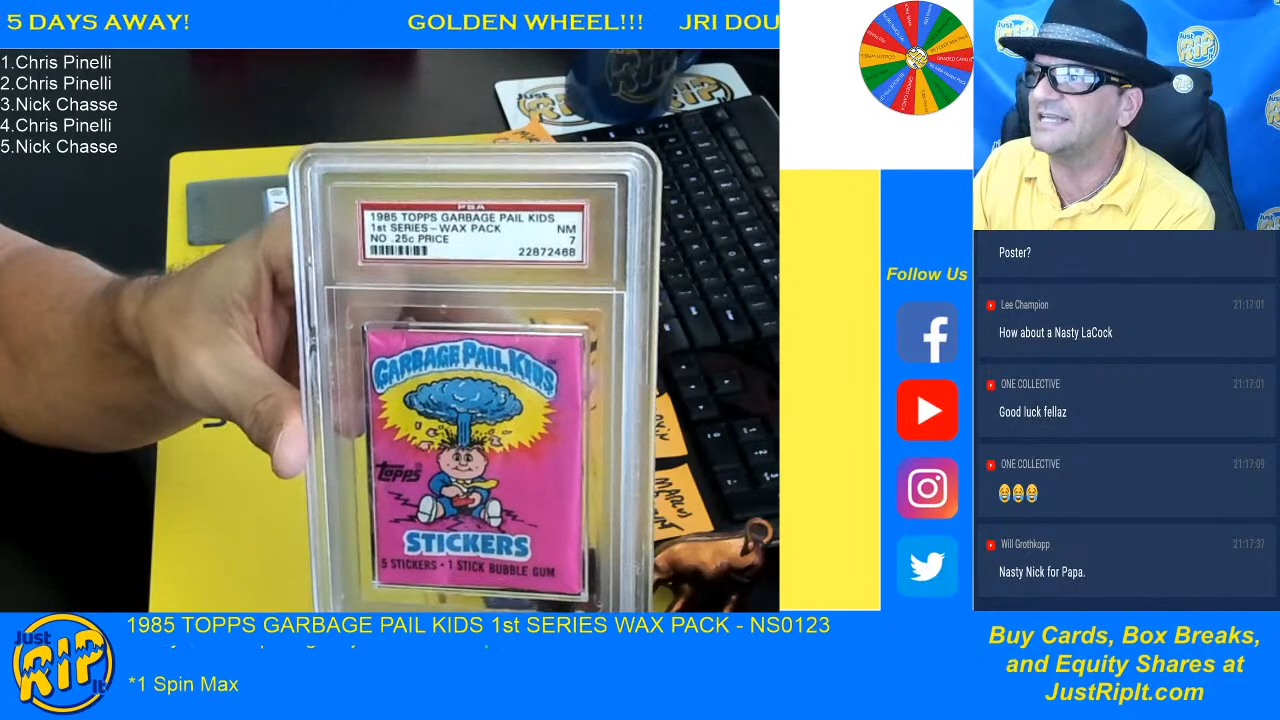 5 DAYS AWAY!
GOLDEN WHEEL!!!
JRI DOU
1.Chris Pinelli
2.Chris Pinelli
3.Nick Chasse
4.Chris Pinelli
5.Nick Chasse
PSA
1985 TOPPS GARBAGE PAIL KIDS
1st SERIES-WAX PACK NM
NO .25c PRICE 7
22872468
GARBAGE PAIL KIDS
TOPPS®
STICKERS
5 STICKERS • 1 STICK BUBBLE GUM
GRADED CARDS
Follow Us
Poster?
Lee Champion 21:17:01
How about a Nasty LaCock
ONE COLLECTIVE 21:17:01
Good luck fellaz
ONE COLLECTIVE 21:17:09
😂😂😂
Will Grothkopp 21:17:37
Nasty Nick for Papa.
Just
RIP
It
1985 TOPPS GARBAGE PAIL KIDS 1st SERIES WAX PACK - NS0123
*1 Spin Max
Buy Cards, Box Breaks,
and Equity Shares at
JustRipIt.com